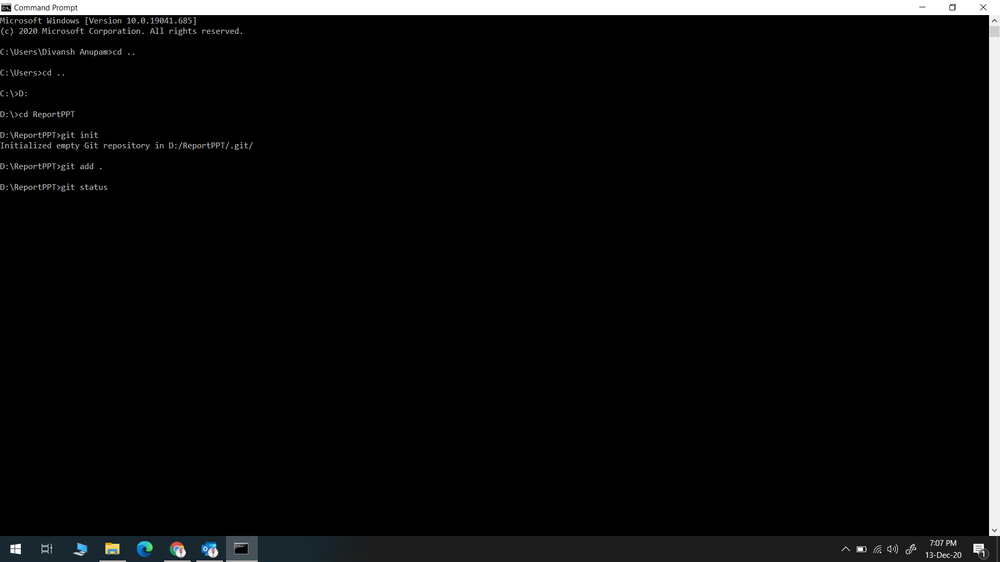 Command Prompt
Microsoft Windows [Version 10.0.19041.685]
(c) 2020 Microsoft Corporation. All rights reserved.
C:\Users\Divansh Anupam>cd ..
C:\Users>cd ..
C:\>D:
D:\>cd ReportPPT
D:\ReportPPT>git init
Initialized empty Git repository in D:/ReportPPT/.git/
D:\ReportPPT>git add .
D:\ReportPPT>git status
7:07 PM
13-Dec-20
1